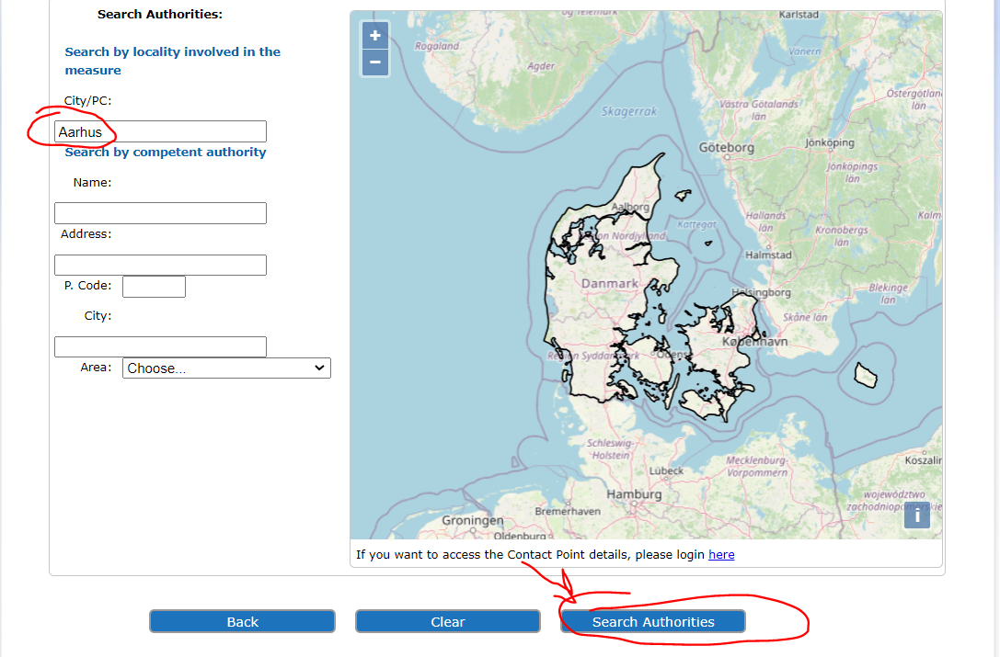 Search Authorities:
Search by locality involved in the
measure
City/PC:
Aarhus
Search by competent authority
Name:
Address:
P. Code:
City:
Area:
Choose...
+
−
Karlstad
Rogaland
Agder
Vänern
Skagerrak
Västra Götalands
län
Östergötlan
län
Göteborg
Jönköping
Jönköpings
län
Aalborg
Hallands
län
Kattegat
Kronobergs
län
Kalm
Region Nordjylland
Halmstad
Danmark
Helsingborg
Blekinge
län
Skåne län
København
Region Syddanmark
Odense
Schleswig-
Holstein
Mecklenburg-
Vorpommern
Koszalin
Lübeck
Hamburg
województwo
zachodniopomorskie
Bremerhaven
Groningen
Oldenburg
i
If you want to access the Contact Point details, please login here
Back
Clear
Search Authorities